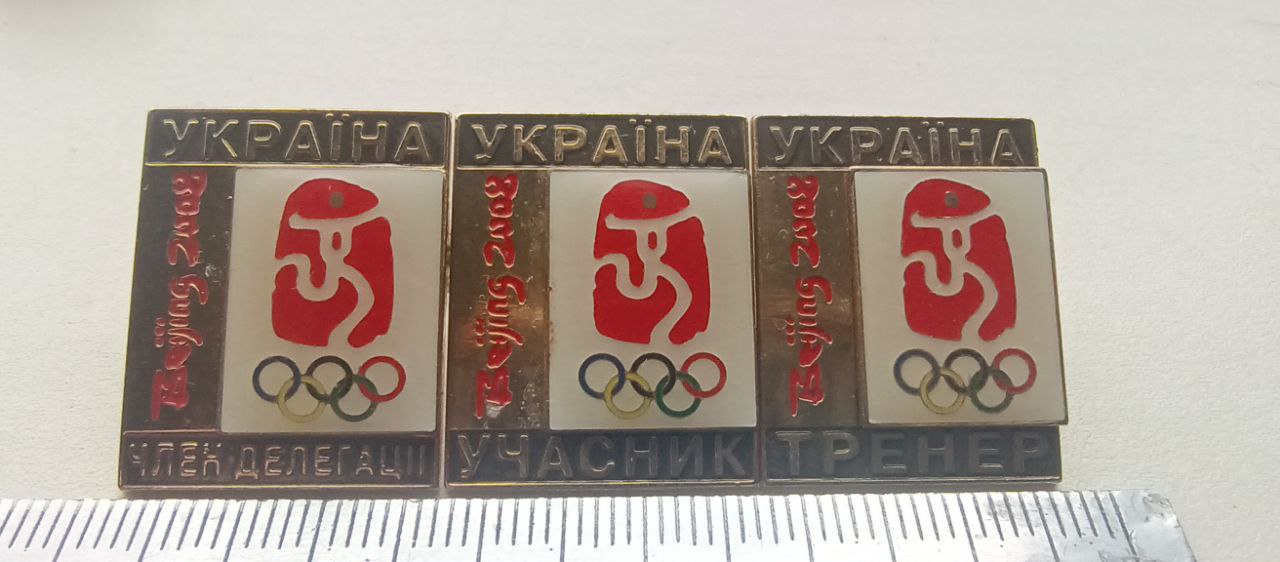 УКРАЇНА
Beijing 2008
ЧЛЕН ДЕЛЕГАЦІЇ
УКРАЇНА
Beijing 2008
УЧАСНИК
УКРАЇНА
Beijing 2008
ТРЕНЕР